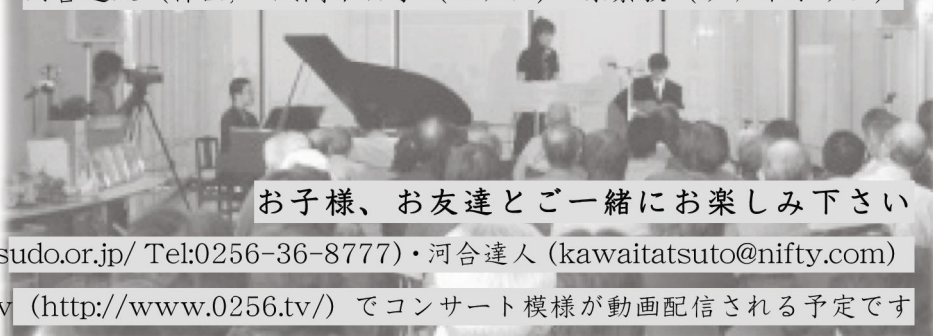 お子様、お友達とご一緒にお楽しみ下さい
sudo.or.jp/ Tel:0256-36-8777)・河合達人 (kawaitatsuto@nifty.com)
v (http://www.0256.tv/) でコンサート模様が動画配信される予定です